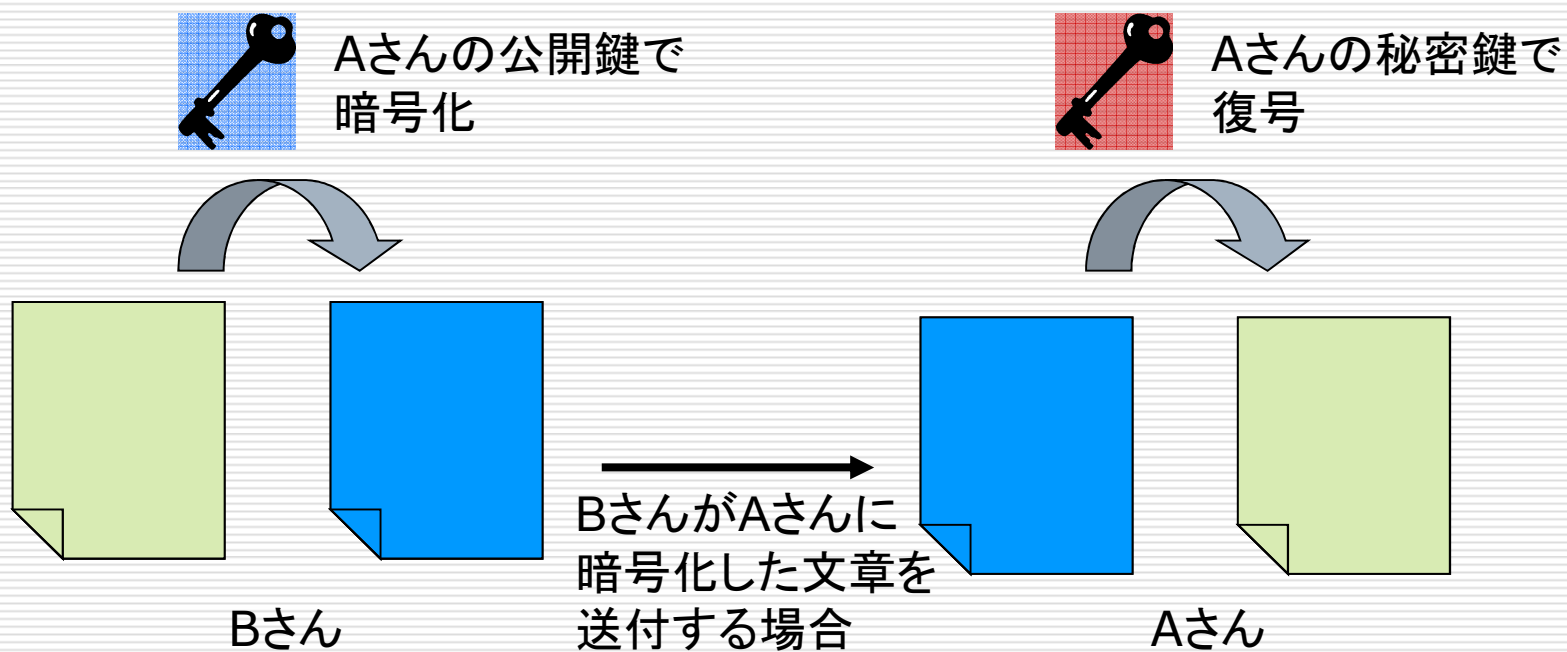 Aさんの公開鍵で
暗号化
Aさんの秘密鍵で
復号
BさんがAさんに
暗号化した文章を
送付する場合
Bさん
Aさん